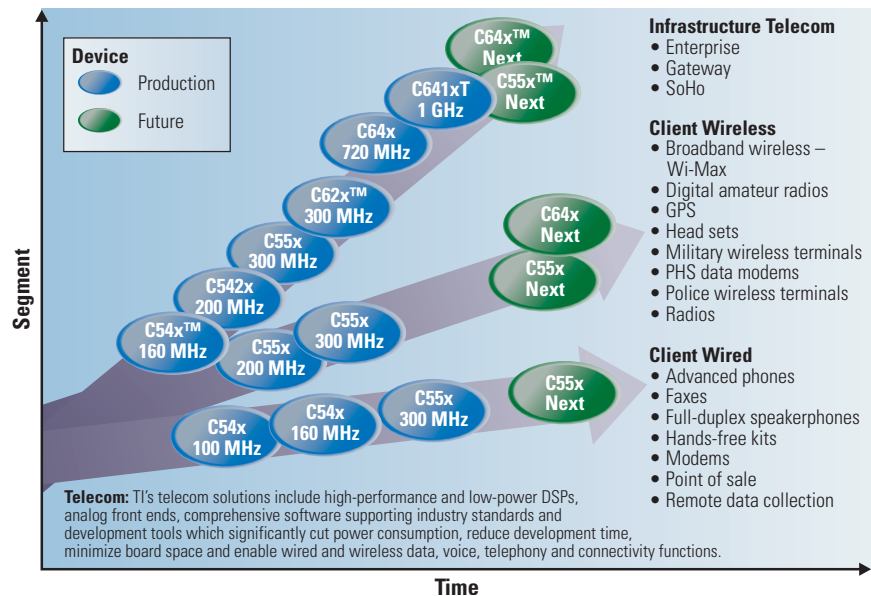 Device
Production
Future
C64x™
Next
C55x™
Next
C641xT
1 GHz
C64x
720 MHz
C62x™
300 MHz
C55x
300 MHz
C542x
200 MHz
C54x™
160 MHz
C55x
200 MHz
C55x
300 MHz
C64x
Next
C55x
Next
C54x
100 MHz
C54x
160 MHz
C55x
300 MHz
C55x
Next
Infrastructure Telecom
• Enterprise
• Gateway
• SoHo
Client Wireless
• Broadband wireless –
Wi-Max
• Digital amateur radios
• GPS
• Head sets
• Military wireless terminals
• PHS data modems
• Police wireless terminals
• Radios
Client Wired
• Advanced phones
• Faxes
• Full-duplex speakerphones
• Hands-free kits
• Modems
• Point of sale
• Remote data collection
Telecom: TI's telecom solutions include high-performance and low-power DSPs,
analog front ends, comprehensive software supporting industry standards and
development tools which significantly cut power consumption, reduce development time,
minimize board space and enable wired and wireless data, voice, telephony and connectivity functions.
Segment
Time